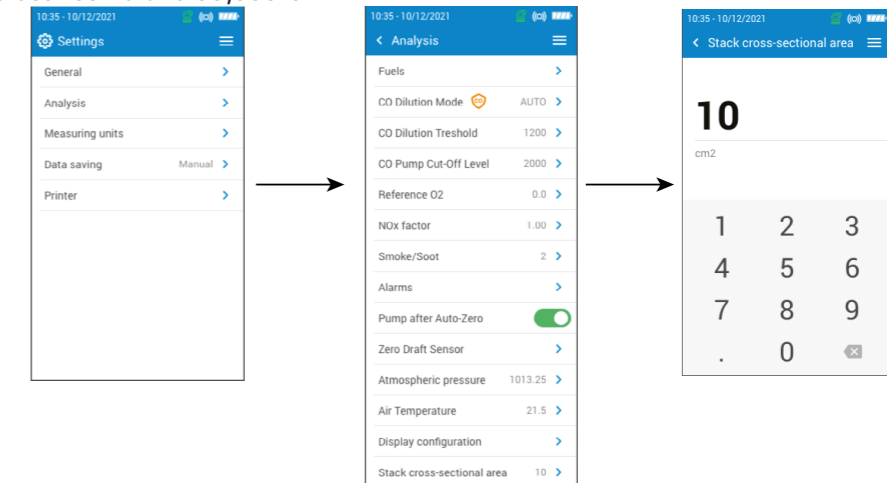 10:35 - 10/12/2021
Settings
General
Analysis
Measuring units
Data saving Manual
Printer
10:35 - 10/12/2021
Analysis
Fuels
CO Dilution Mode CO AUTO
CO Dilution Treshold 1200
CO Pump Cut-Off Level 2000
Reference O2 0.0
NOx factor 1.00
Smoke/Soot 2
Alarms
Pump after Auto-Zero
Zero Draft Sensor
Atmospheric pressure 1013.25
Air Temperature 21.5
Display configuration
Stack cross-sectional area 10
10:35 - 10/12/2021
Stack cross-sectional area
10
cm2
1 2 3
4 5 6
7 8 9
. 0